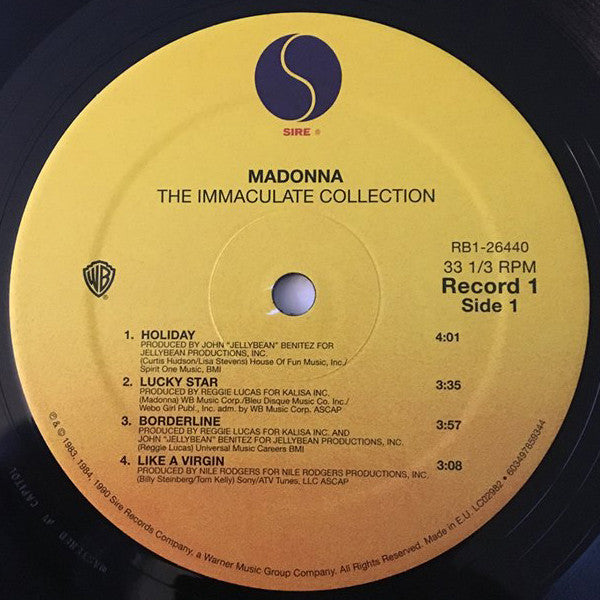 SIRE ®
MADONNA
THE IMMACULATE COLLECTION
RB1-26440
33 1/3 RPM
Record 1
Side 1
WB
1. HOLIDAY 4:01
PRODUCED BY JOHN "JELLYBEAN" BENITEZ FOR
JELLYBEAN PRODUCTIONS, INC.
(Curtis Hudson/Lisa Stevens) House Of Fun Music, Inc./
Spirit One Music, BMI
2. LUCKY STAR 3:35
PRODUCED BY REGGIE LUCAS FOR KALISA INC.
(Madonna) WB Music Corp./Bleu Disque Music Co. Inc./
Webo Girl Publ., Inc. adm. by WB Music Corp. ASCAP
3. BORDERLINE 3:57
PRODUCED BY REGGIE LUCAS FOR KALISA INC. AND
JOHN "JELLYBEAN" BENITEZ FOR JELLYBEAN PRODUCTIONS, INC.
(Reggie Lucas) Universal Music Careers BMI
4. LIKE A VIRGIN 3:08
PRODUCED BY NILE RODGERS FOR NILE RODGERS PRODUCTIONS, INC.
(Billy Steinberg/Tom Kelly) Sony/ATV Tunes, LLC ASCAP
℗ & © 1983, 1984, 1990 Sire Records Company, a Warner Music Group Company. All Rights Reserved. Made in E.U. LC02982 • 603497859344